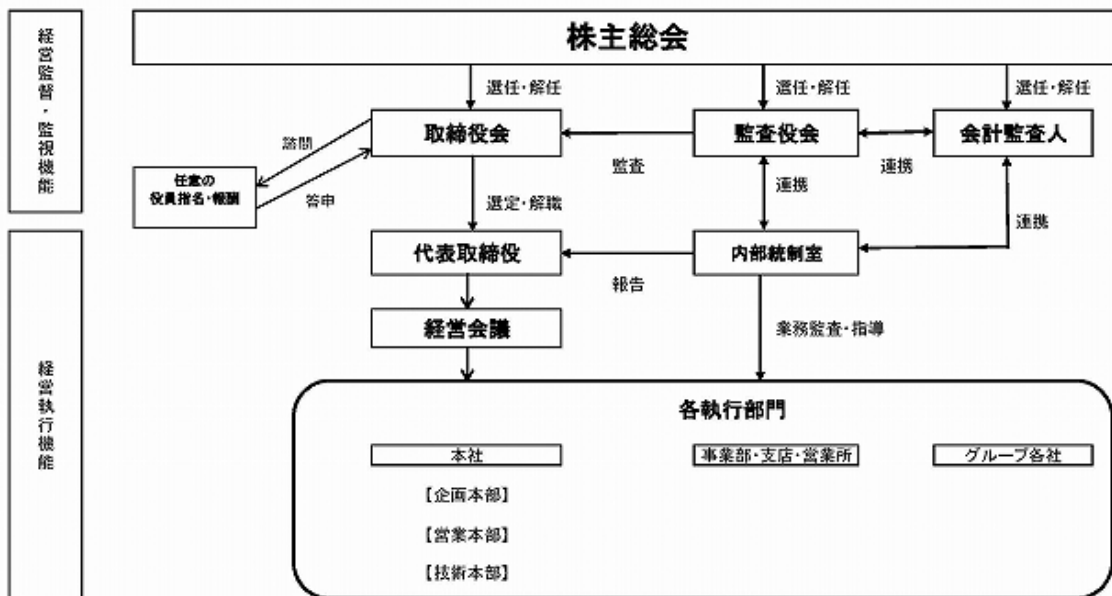 経営監督・監視機能
株主総会
選任・解任
選任・解任
選任・解任
取締役会
監査役会
会計監査人
諮問
監査
連携
任意の
役員指名・報酬
答申
選定・解職
連携
連携
代表取締役
内部統制室
報告
経営会議
業務監査・指導
経営執行機能
各執行部門
本社
事業部・支店・営業所
グループ各社
【企画本部】
【営業本部】
【技術本部】